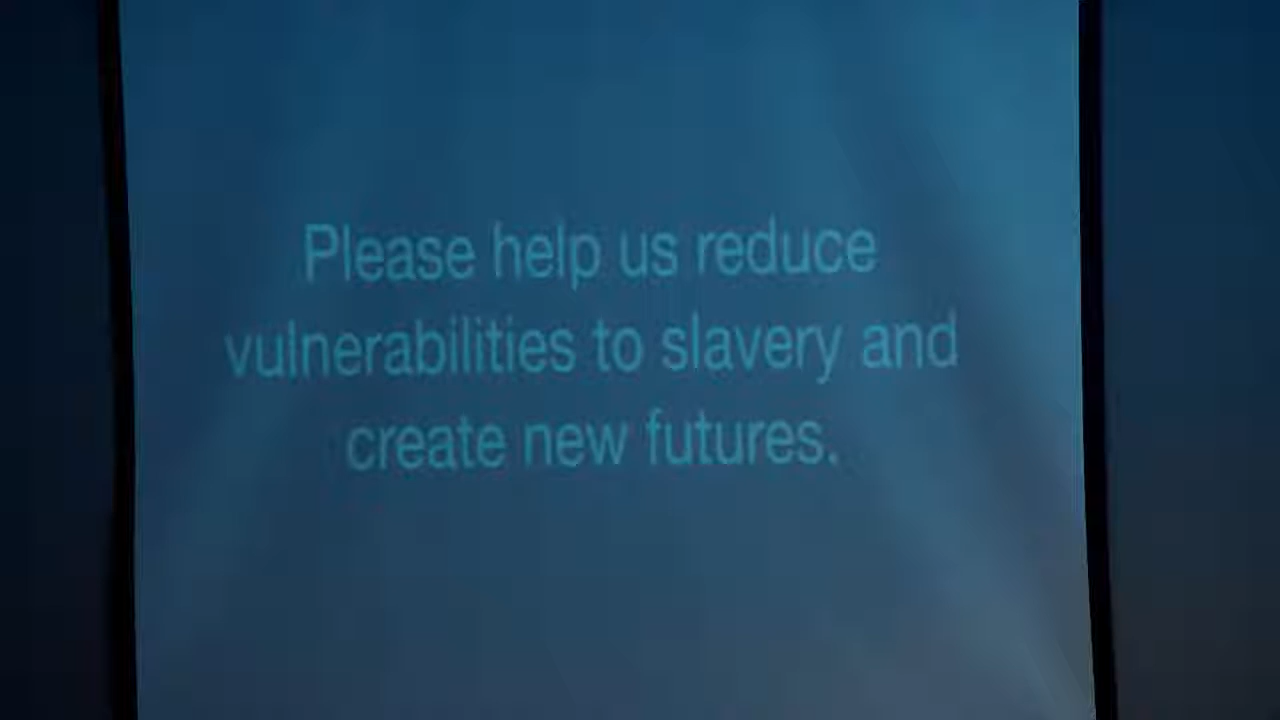 Please help us reduce
vulnerabilities to slavery and
create new futures.